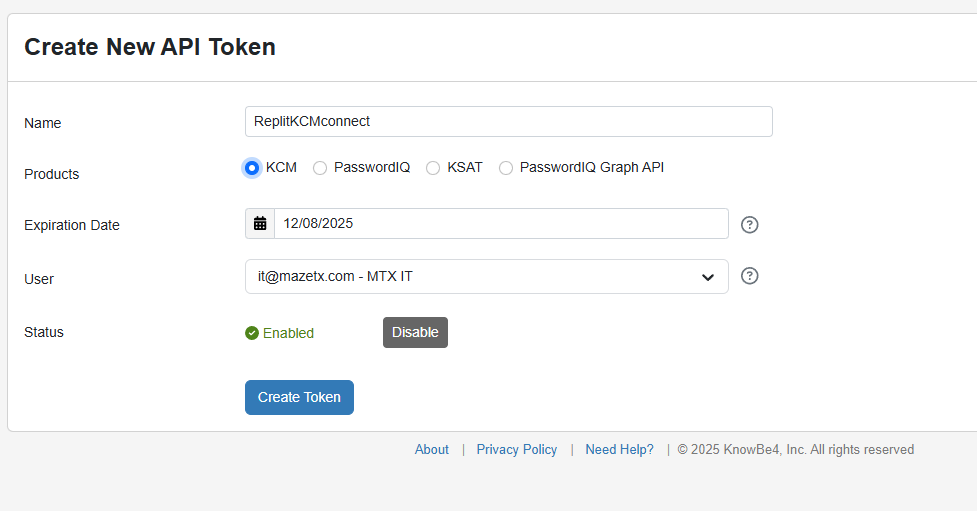 Create New API Token
Name
ReplitKCMconnect
Products
KCM PasswordIQ KSAT PasswordIQ Graph API
Expiration Date
12/08/2025
User
it@mazetx.com - MTX IT
Status
Enabled Disable
Create Token
About | Privacy Policy | Need Help? | © 2025 KnowBe4, Inc. All rights reserved